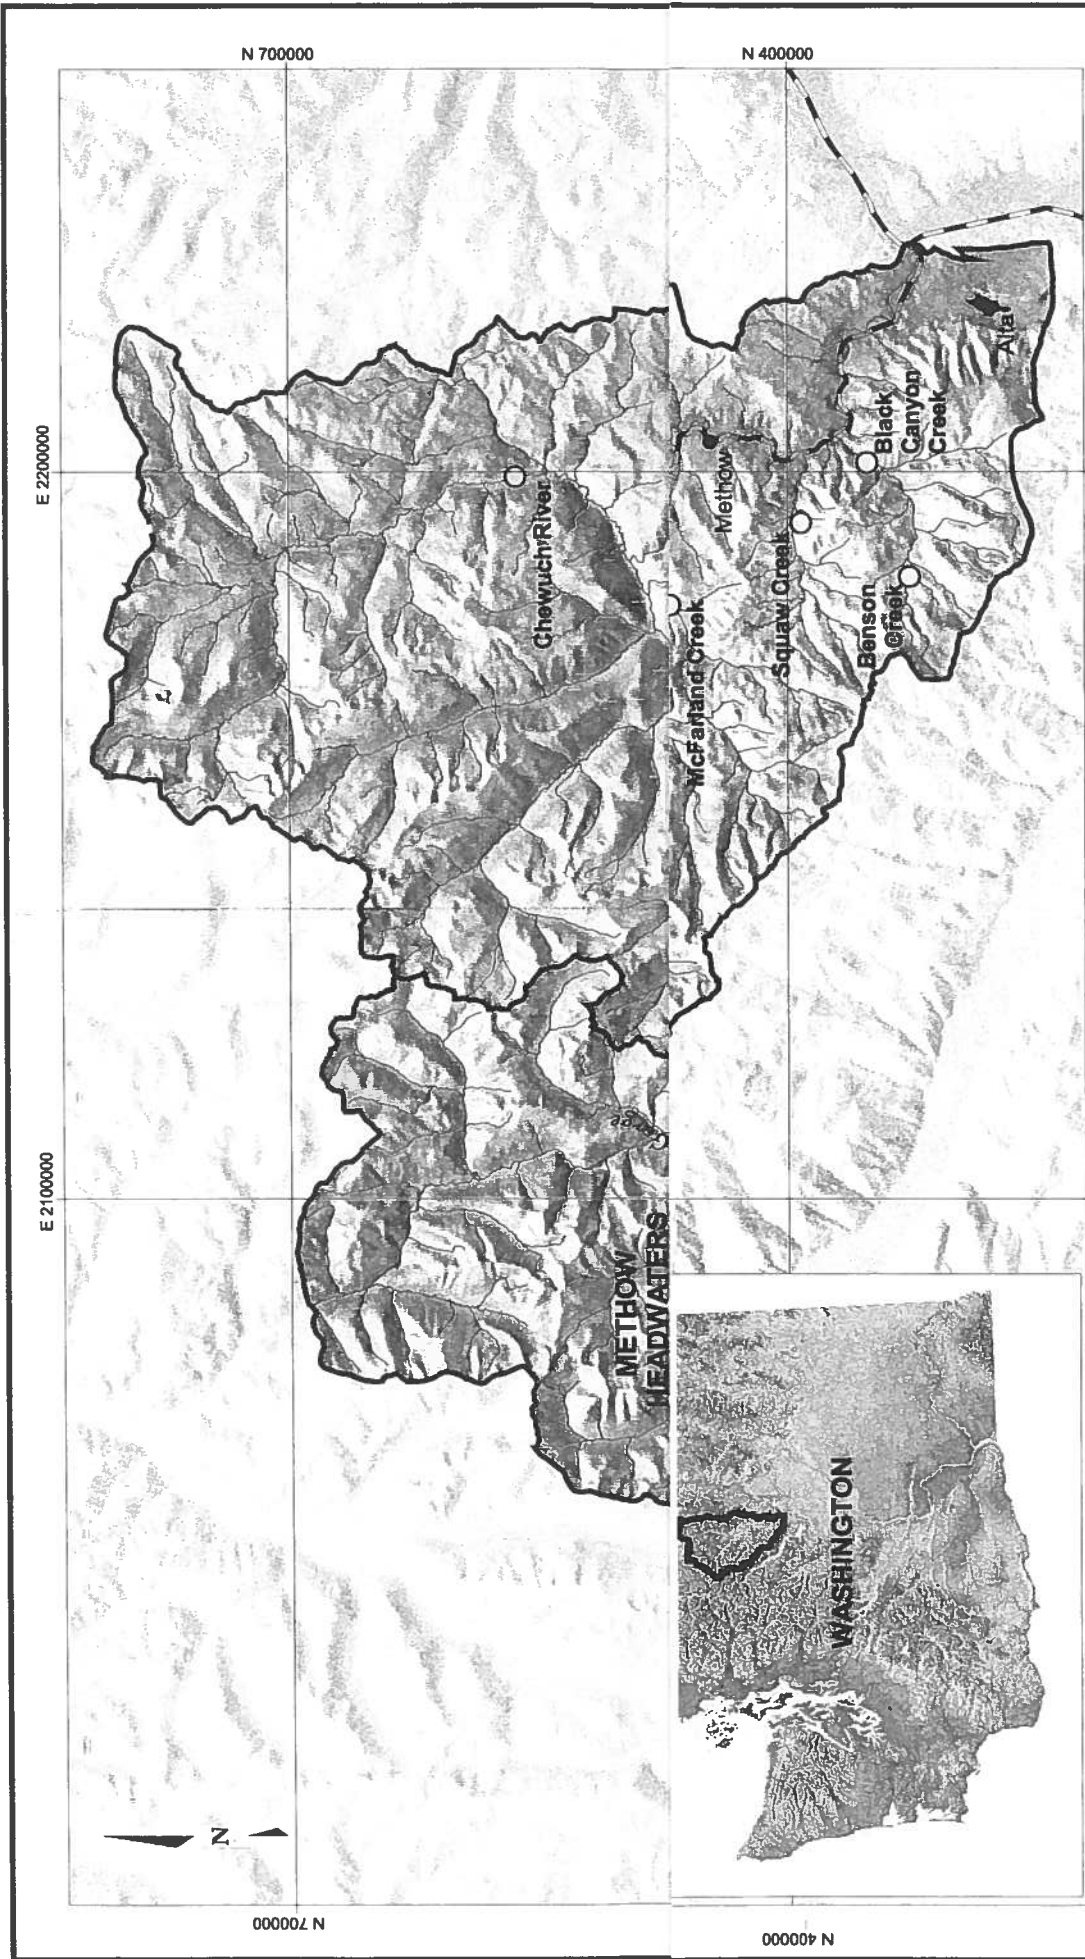 N 700000
N 400000
E 2200000
E 2100000
Chewuch River
Methow
McFarland Creek
Squaw Creek
Benson
Creek
Black
Canyon
Creek
Alta
Gorge
METHOW
HEADWATERS
WASHINGTON
N
N 700000
N 400000